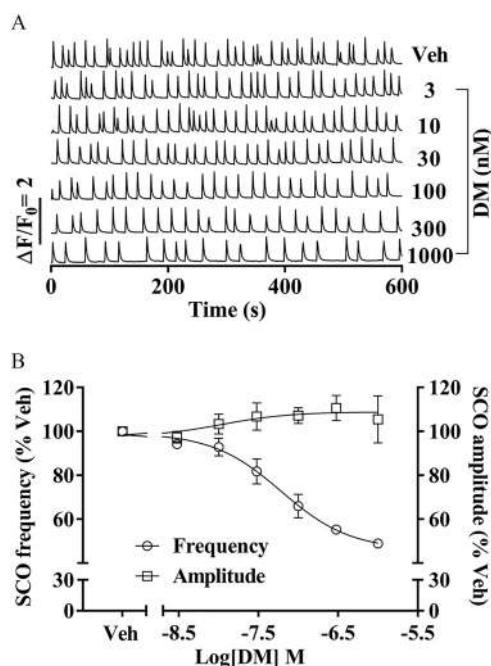 A
Veh
3
10
30
100
300
1000
DM (nM)
ΔF/F₀= 2
0 200 400 600
Time (s)
B
SCO frequency (% Veh)
120
100
80
60
30
0
Frequency
Amplitude
120
100
80
60
30
0
SCO amplitude (% Veh)
Veh -8.5 -7.5 -6.5 -5.5
Log[DM] M